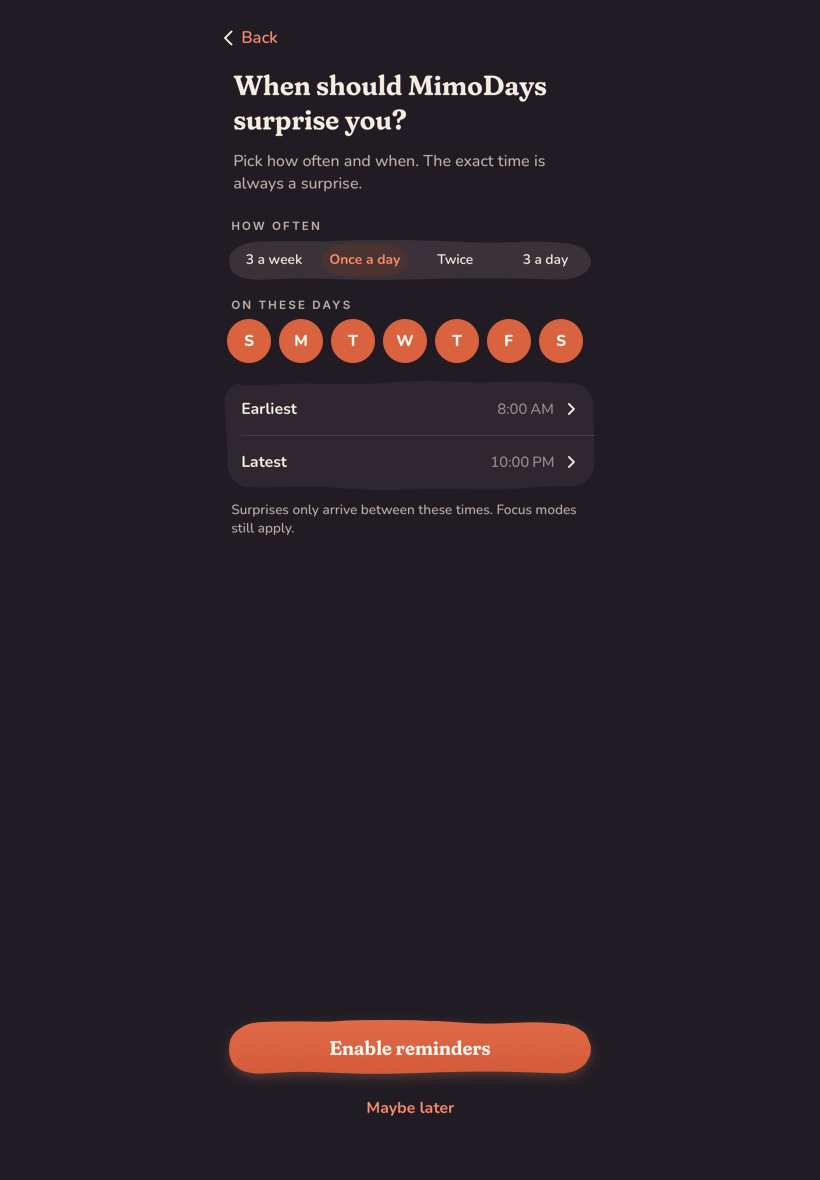 Back
When should MimoDays
surprise you?
Pick how often and when. The exact time is
always a surprise.
HOW OFTEN
3 a week Once a day Twice 3 a day
ON THESE DAYS
S M T W T F S
Earliest 8:00 AM
Latest 10:00 PM
Surprises only arrive between these times. Focus modes
still apply.
Enable reminders
Maybe later